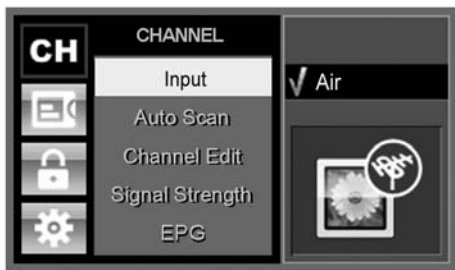 CH
CHANNEL
Input
Auto Scan
Channel Edit
Signal Strength
EPG
Air